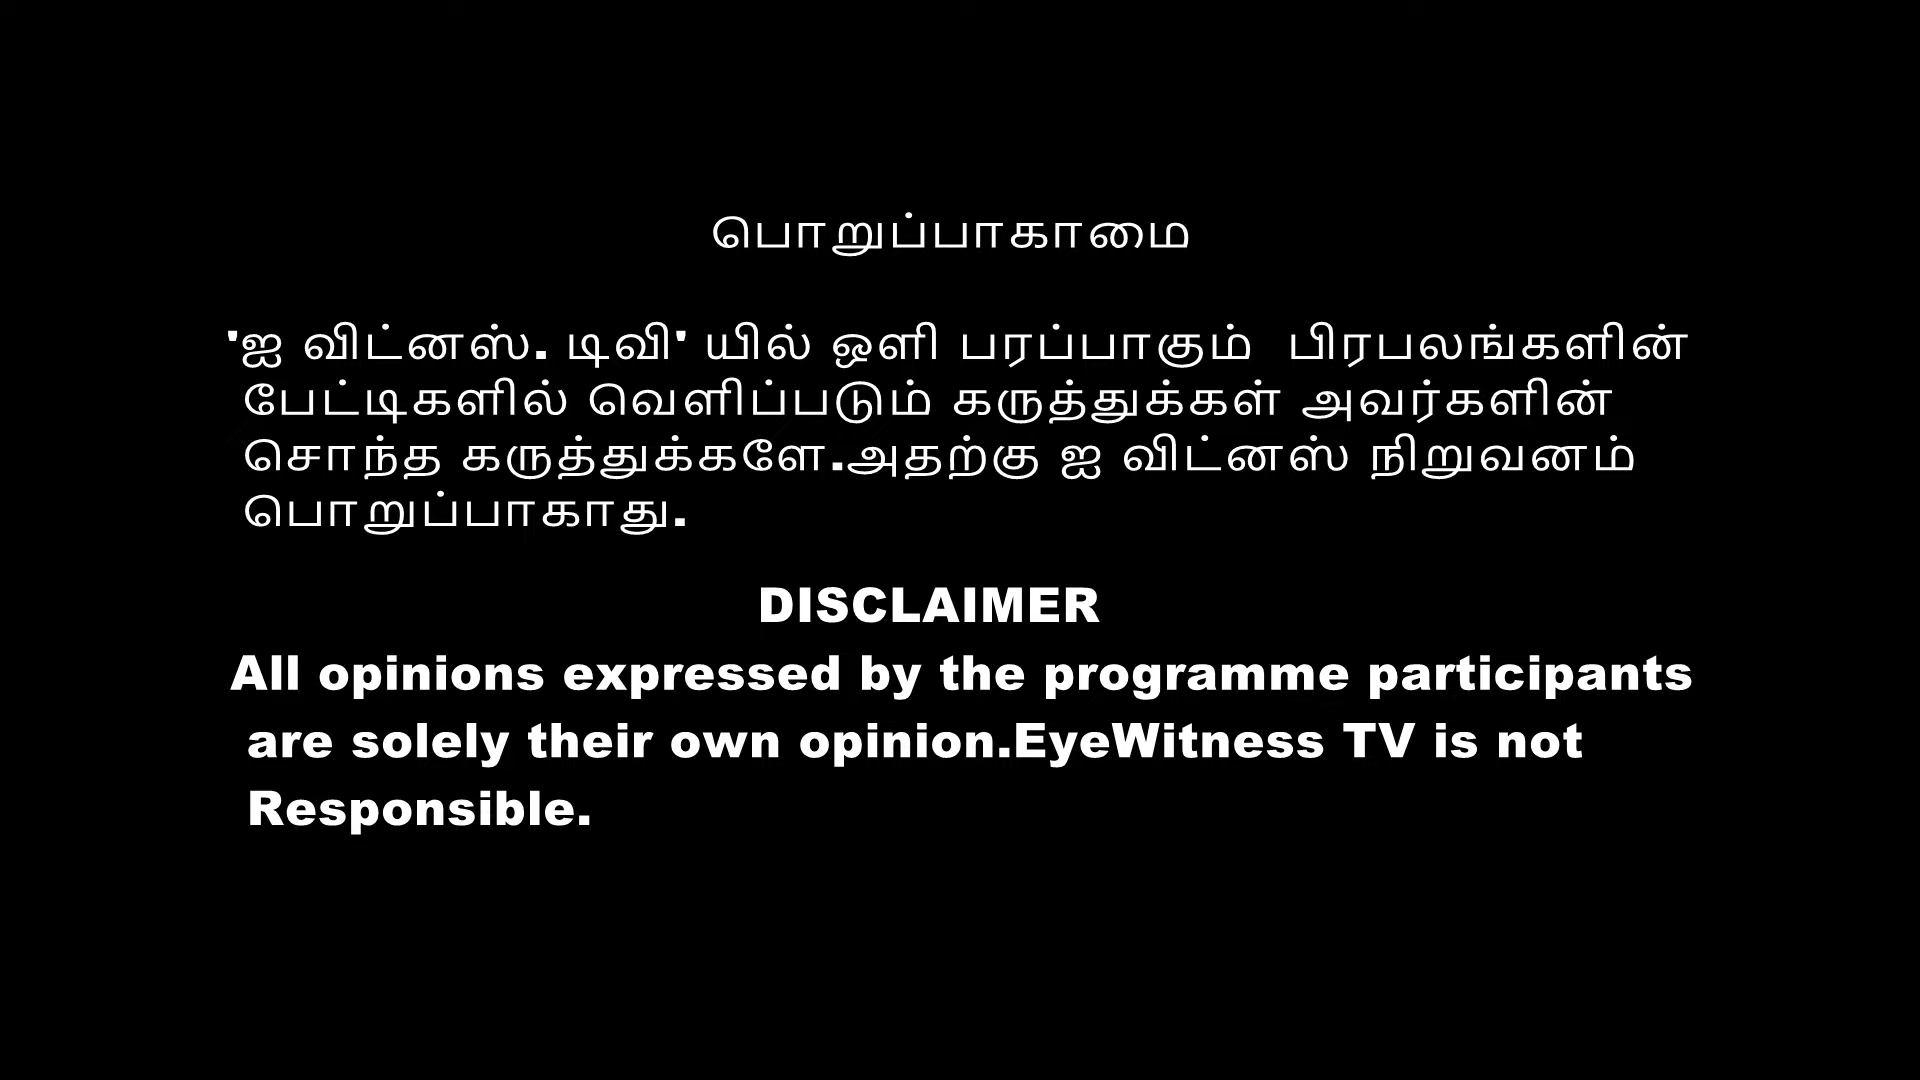 பொறுப்பாகாமை
'ஐ விட்னஸ். டிவி' யில் ஒளி பரப்பாகும் பிரபலங்களின்
பேட்டிகளில் வெளிப்படும் கருத்துக்கள் அவர்களின்
சொந்த கருத்துக்களே.அதற்கு ஐ விட்னஸ் நிறுவனம்
பொறுப்பாகாது.
DISCLAIMER
All opinions expressed by the programme participants
are solely their own opinion.EyeWitness TV is not
Responsible.